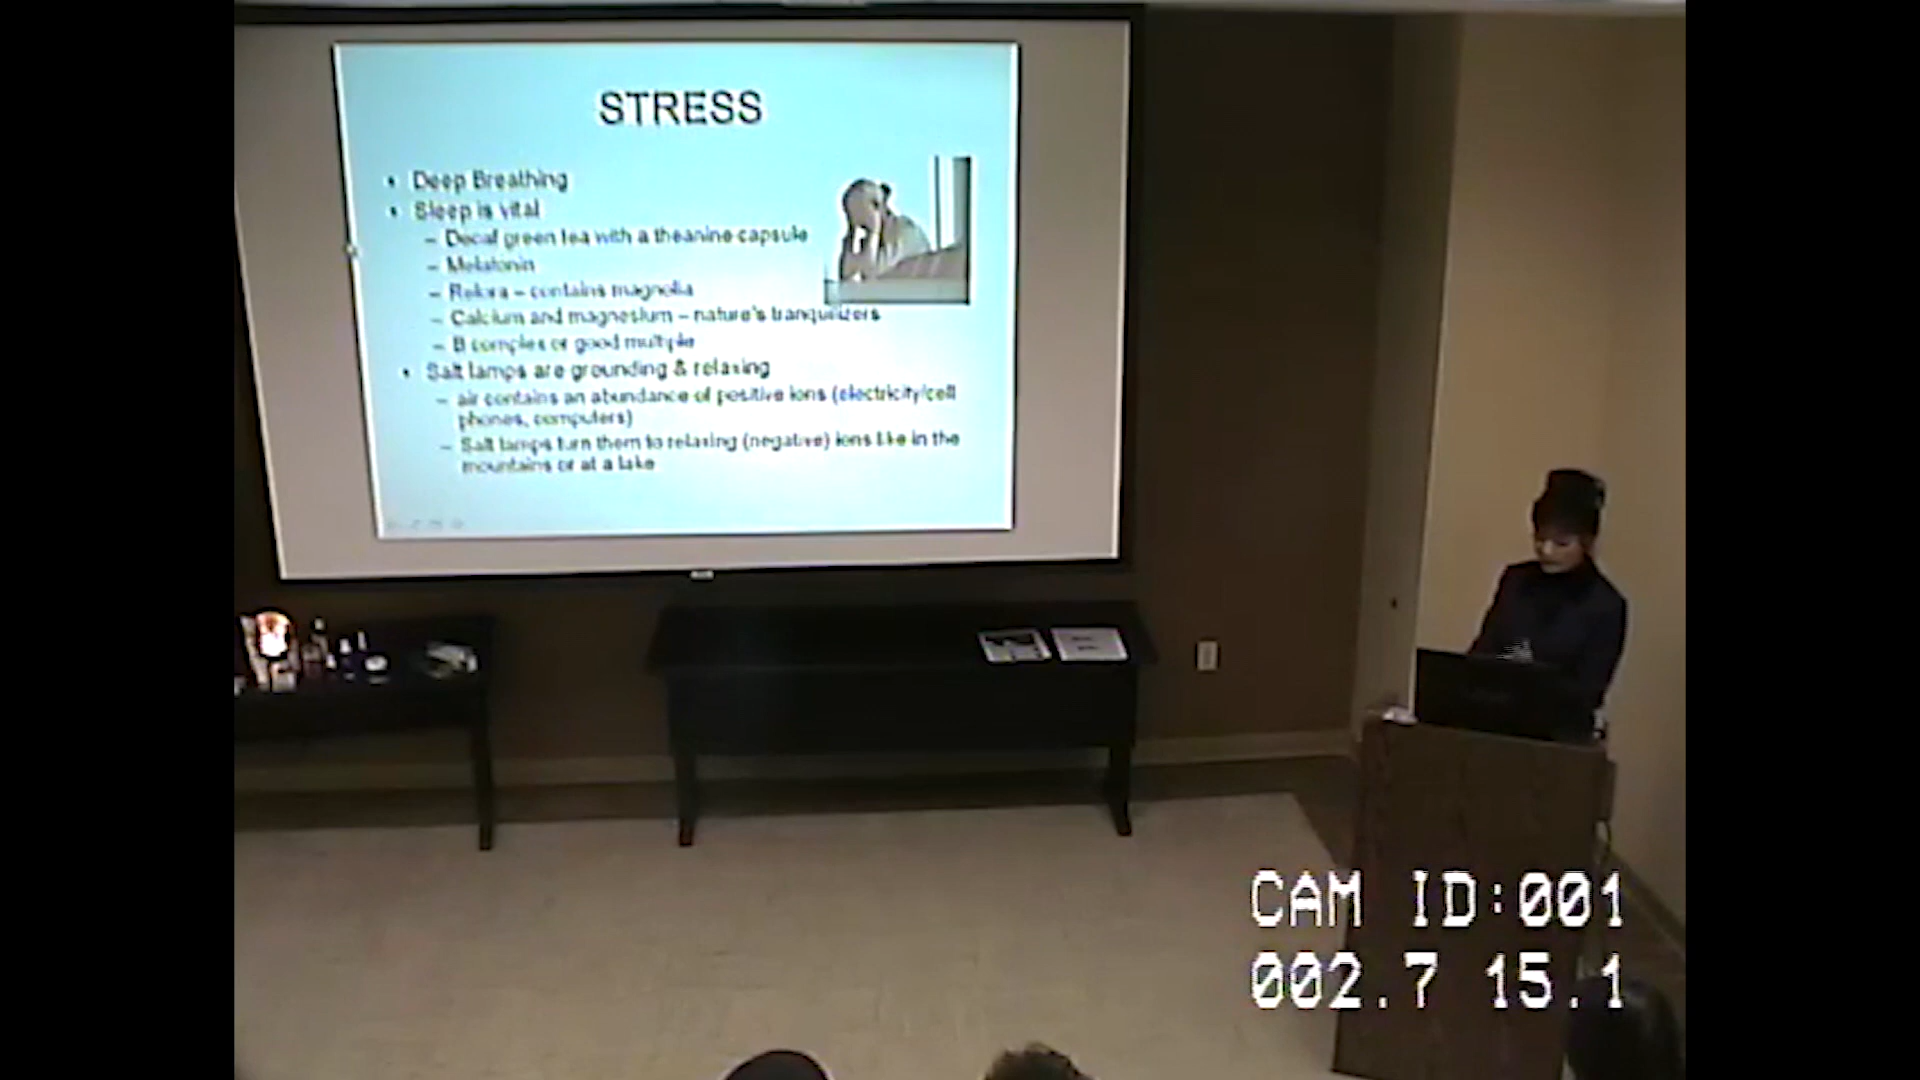 STRESS
• Deep Breathing
• Sleep is vital
– Decaf green tea with a theanine capsule
– Melatonin
– Relora – contains magnolia
– Calcium and magnesium – nature's tranquilizers
– B complex or good multiple
• Salt lamps are grounding & relaxing
– air contains an abundance of positive ions (electricity/cell
phones, computers)
– Salt lamps turn them to relaxing (negative) ions like in the
mountains or at a lake
CAM ID:001
002.7 15.1